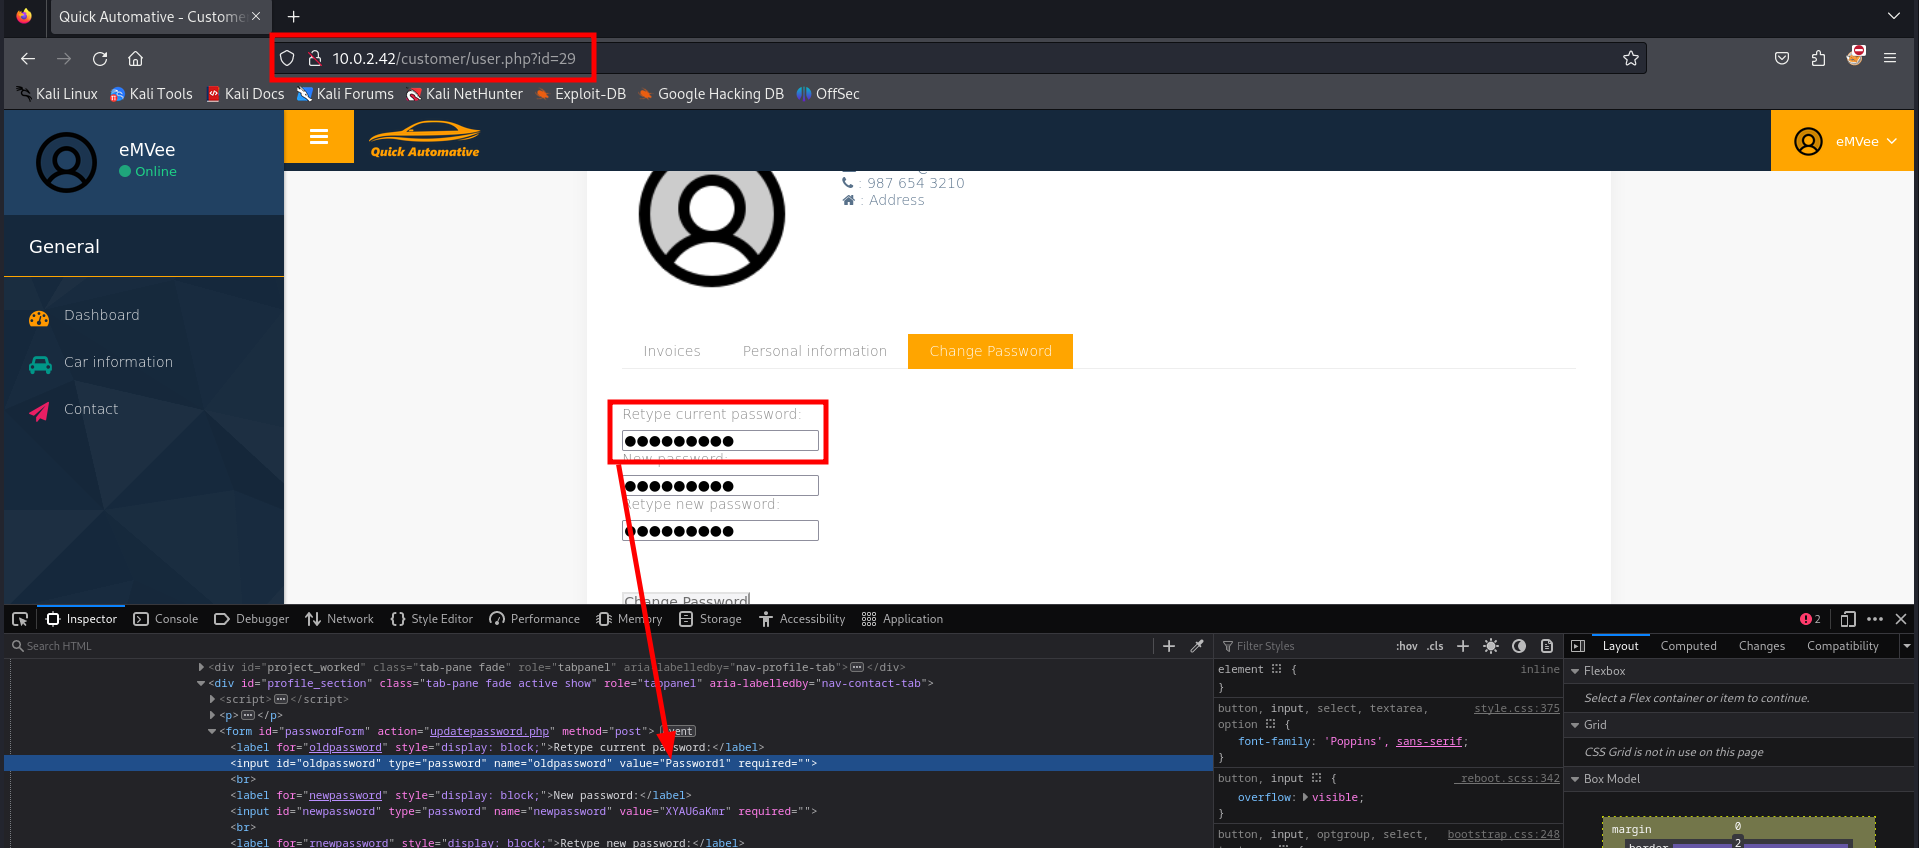 Quick Automative - Custome
10.0.2.42/customer/user.php?id=29
Kali Linux Kali Tools Kali Docs Kali Forums Kali NetHunter Exploit-DB Google Hacking DB OffSec
eMVee
Online
Quick Automative
eMVee
: 987 654 3210
: Address
General
Dashboard
Car information
Contact
Invoices Personal information Change Password
Retype current password:
New password:
Retype new password:
Change Password
Inspector Console Debugger Network Style Editor Performance Memory Storage Accessibility Application 2
Search HTML
<div id="project_worked" class="tab-pane fade" role="tabpanel" aria-labelledby="nav-profile-tab"></div>
<div id="profile_section" class="tab-pane fade active show" role="tabpanel" aria-labelledby="nav-contact-tab">
<script></script>
<p></p>
<form id="passwordForm" action="updatepassword.php" method="post"> event
<label for="oldpassword" style="display: block;">Retype current password:</label>
<input id="oldpassword" type="password" name="oldpassword" value="Password1" required="">
<br>
<label for="newpassword" style="display: block;">New password:</label>
<input id="newpassword" type="password" name="newpassword" value="XYAU6aKmr" required="">
<br>
<label for="rnewpassword" style="display: block;">Retype new password:</label>
Filter Styles :hov .cls
element { inline
}
button, input, select, textarea, style.css:375
option {
font-family: 'Poppins', sans-serif;
}
button, input { _reboot.scss:342
overflow: visible;
}
button, input, optgroup, select, bootstrap.css:248
Layout Computed Changes Compatibility
Flexbox
Select a Flex container or item to continue.
Grid
CSS Grid is not in use on this page
Box Model
margin 0
border 2